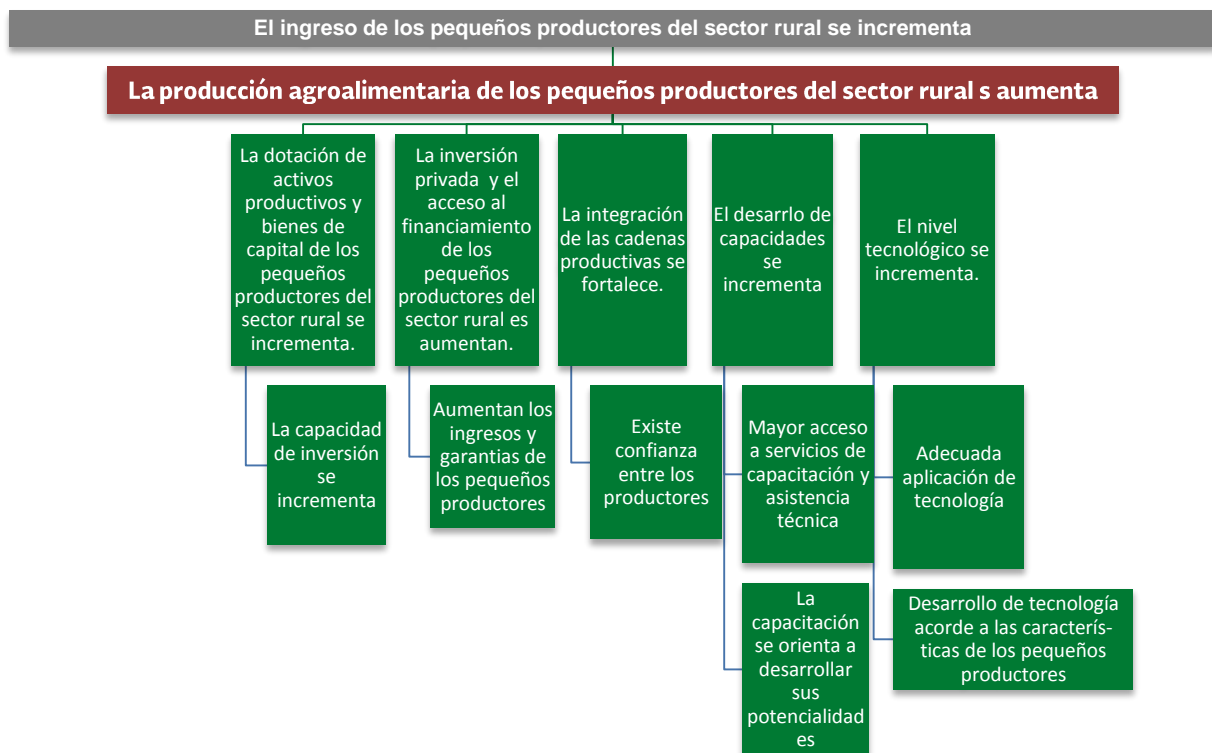 El ingreso de los pequeños productores del sector rural se incrementa
La producción agroalimentaria de los pequeños productores del sector rural s aumenta
La dotación de
activos
productivos y
bienes de
capital de los
pequeños
productores del
sector rural se
incrementa.
La inversión
privada y el
acceso al
financiamiento
de los
pequeños
productores del
sector rural es
aumentan.
La integración
de las cadenas
productivas se
fortalece.
El desarrlo de
capacidades
se
incrementa
El nivel
tecnológico se
incrementa.
La capacidad
de inversión
se
incrementa
Aumentan los
ingresos y
garantias de
los pequeños
productores
Existe
confianza
entre los
productores
Mayor acceso
a servicios de
capacitación y
asistencia
técnica
Adecuada
aplicación de
tecnología
La
capacitación
se orienta a
desarrollar
sus
potencialidad
es
Desarrollo de tecnología
acorde a las caracterís-
ticas de los pequeños
productores